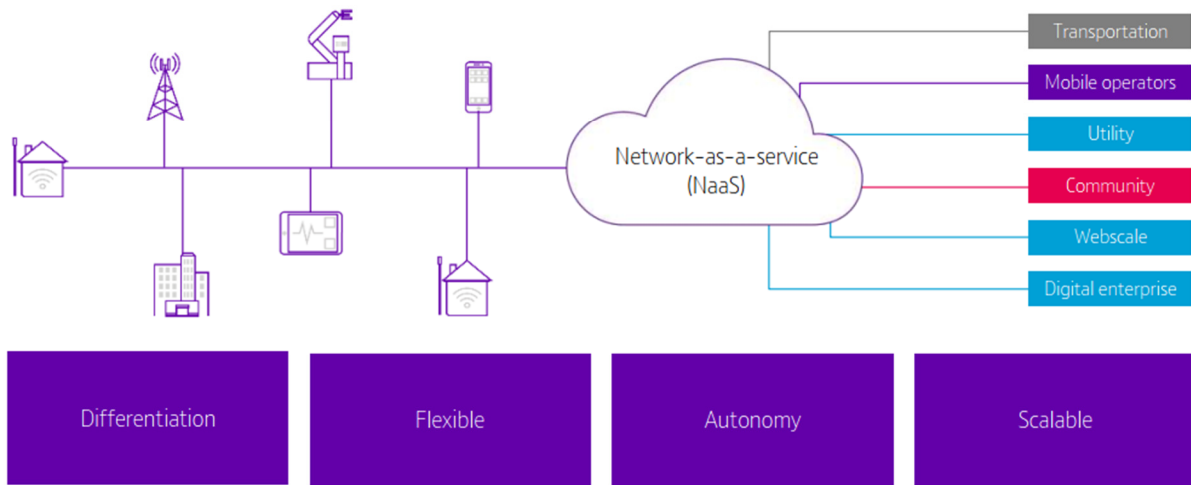 Transportation
Mobile operators
Utility
Network-as-a-service
(NaaS)
Community
Webscale
Digital enterprise
Differentiation
Flexible
Autonomy
Scalable